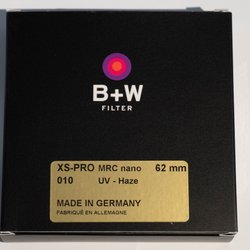 B+W
FILTER
XS-PRO MRC nano 62 mm
010 UV - Haze
MADE IN GERMANY
FABRIQUÉ EN ALLEMAGNE